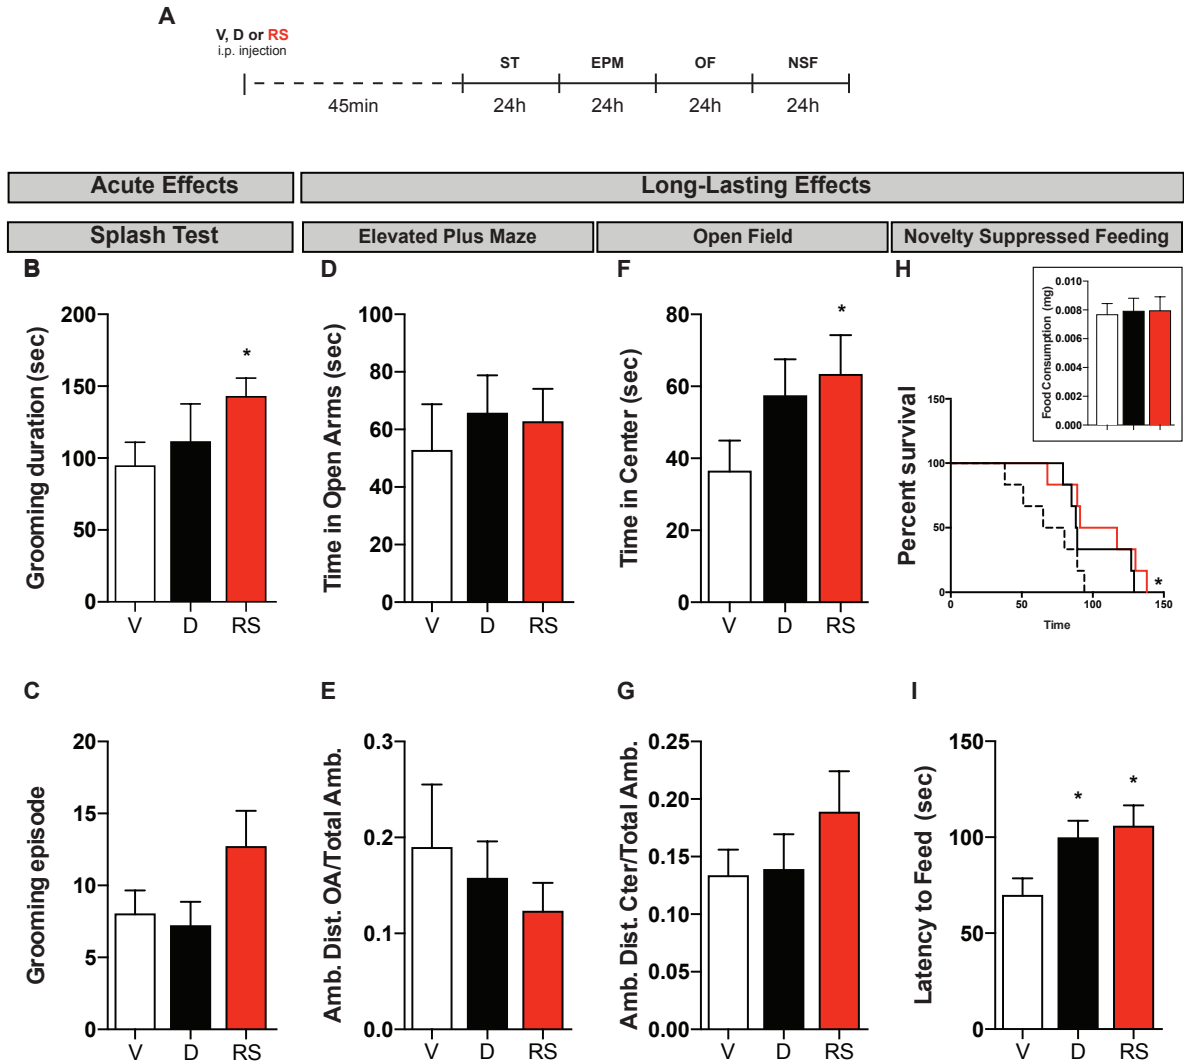 A
V, D or RS
i.p. injection
ST EPM OF NSF
45min 24h 24h 24h 24h
Acute Effects Long-Lasting Effects
Splash Test Elevated Plus Maze Open Field Novelty Suppressed Feeding
B
Grooming duration (sec)
200
150
100
50
0
*
V D RS
D
Time in Open Arms (sec)
100
80
60
40
20
0
V D RS
F
Time in Center (sec)
80
60
40
20
0
*
V D RS
H
Food Consumption (mg)
0.010
0.008
0.006
0.004
0.002
0.000
Percent survival
150
100
50
0
*
0 50 100 150
Time
C
Grooming episode
20
15
10
5
0
V D RS
E
Amb. Dist. OA/Total Amb.
0.3
0.2
0.1
0.0
V D RS
G
Amb. Dist. Cter/Total Amb.
0.25
0.20
0.15
0.10
0.05
0.00
V D RS
I
Latency to Feed (sec)
150
100
50
0
* *
V D RS